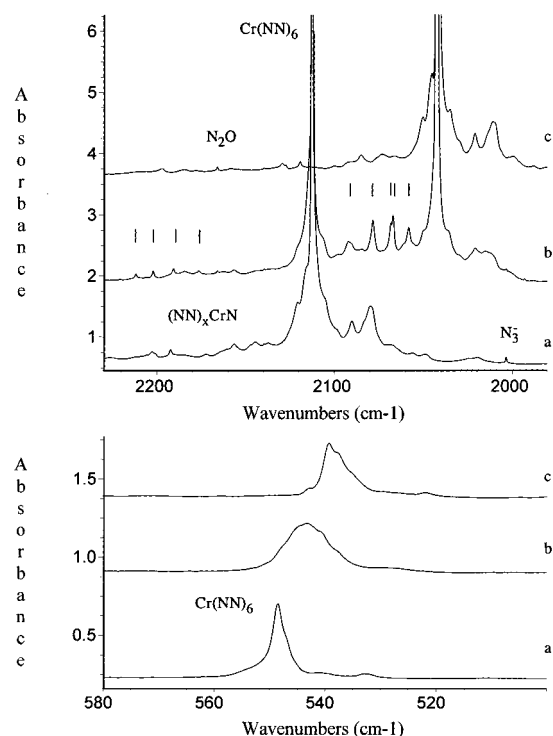 6
Cr(NN)6
A
b
s
o
r
b
a
n
c
e
5
N2O
4
c
3
2
b
(NN)xCrN
N3-
1
a
2200
2100
2000
Wavenumbers (cm-1)
A
b
s
o
r
b
a
n
c
e
1.5
c
1.0
b
Cr(NN)6
0.5
a
580
560
540
520
Wavenumbers (cm-1)